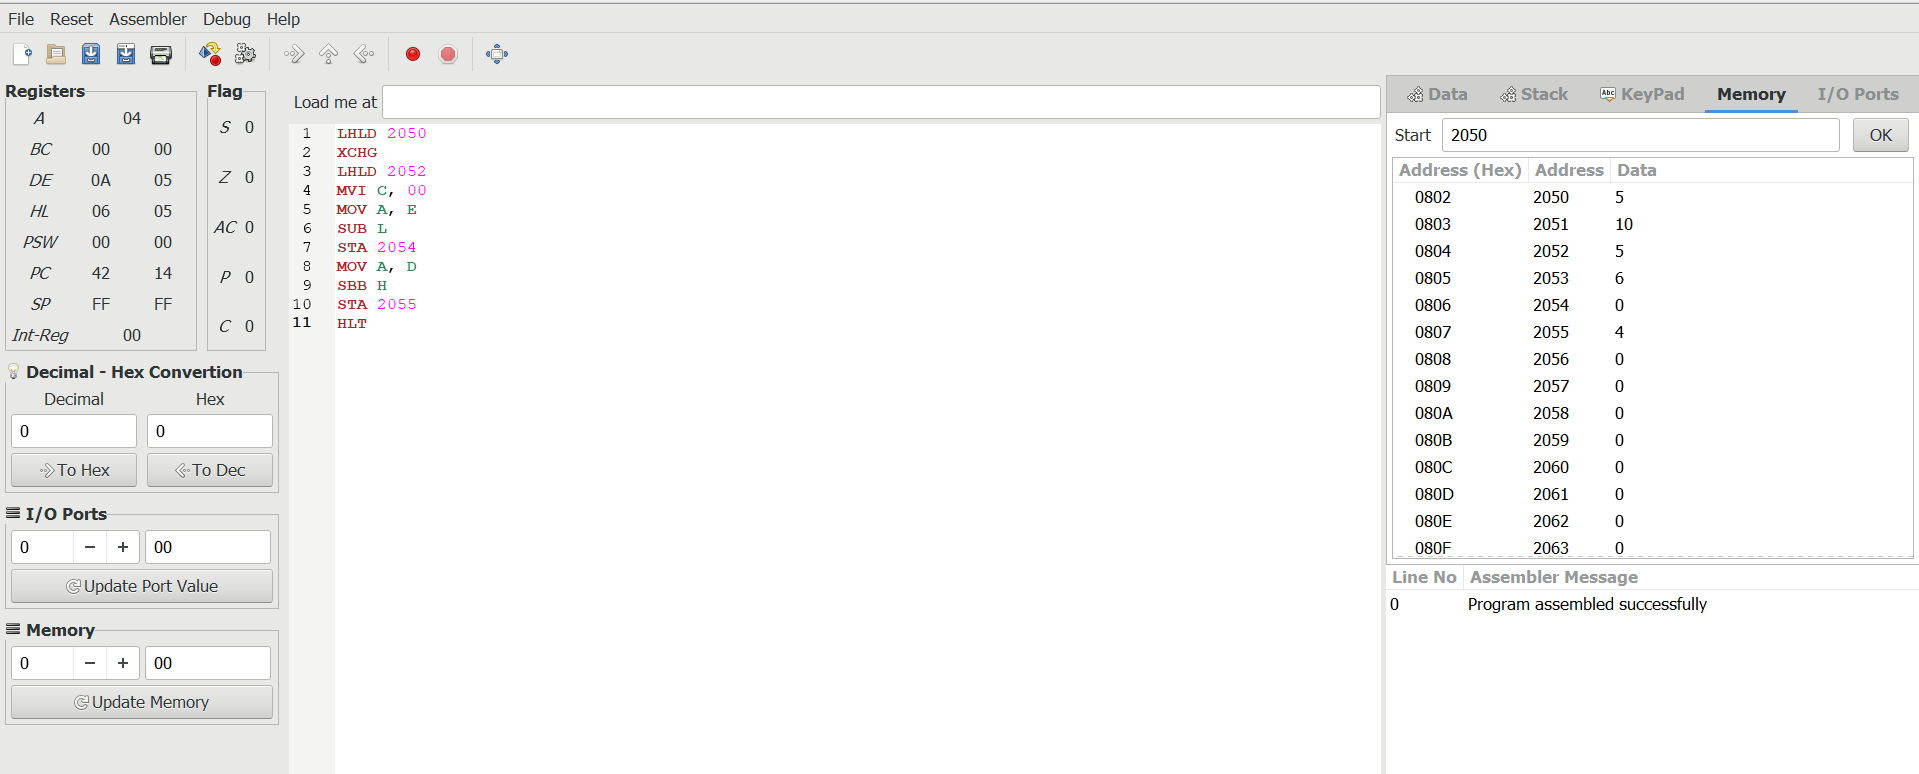 File Reset Assembler Debug Help
Registers
A 04
BC 00 00
DE 0A 05
HL 06 05
PSW 00 00
PC 42 14
SP FF FF
Int-Reg 00
Flag
S 0
Z 0
AC 0
P 0
C 0
Decimal - Hex Convertion
Decimal Hex
0 0
To Hex To Dec
I/O Ports
0 − + 00
Update Port Value
Memory
0 − + 00
Update Memory
Load me at
1 LHLD 2050
2 XCHG
3 LHLD 2052
4 MVI C, 00
5 MOV A, E
6 SUB L
7 STA 2054
8 MOV A, D
9 SBB H
10 STA 2055
11 HLT
Data Stack Abc KeyPad Memory I/O Ports
Start 2050 OK
Address (Hex) Address Data
0802 2050 5
0803 2051 10
0804 2052 5
0805 2053 6
0806 2054 0
0807 2055 4
0808 2056 0
0809 2057 0
080A 2058 0
080B 2059 0
080C 2060 0
080D 2061 0
080E 2062 0
080F 2063 0
Line No Assembler Message
0 Program assembled successfully